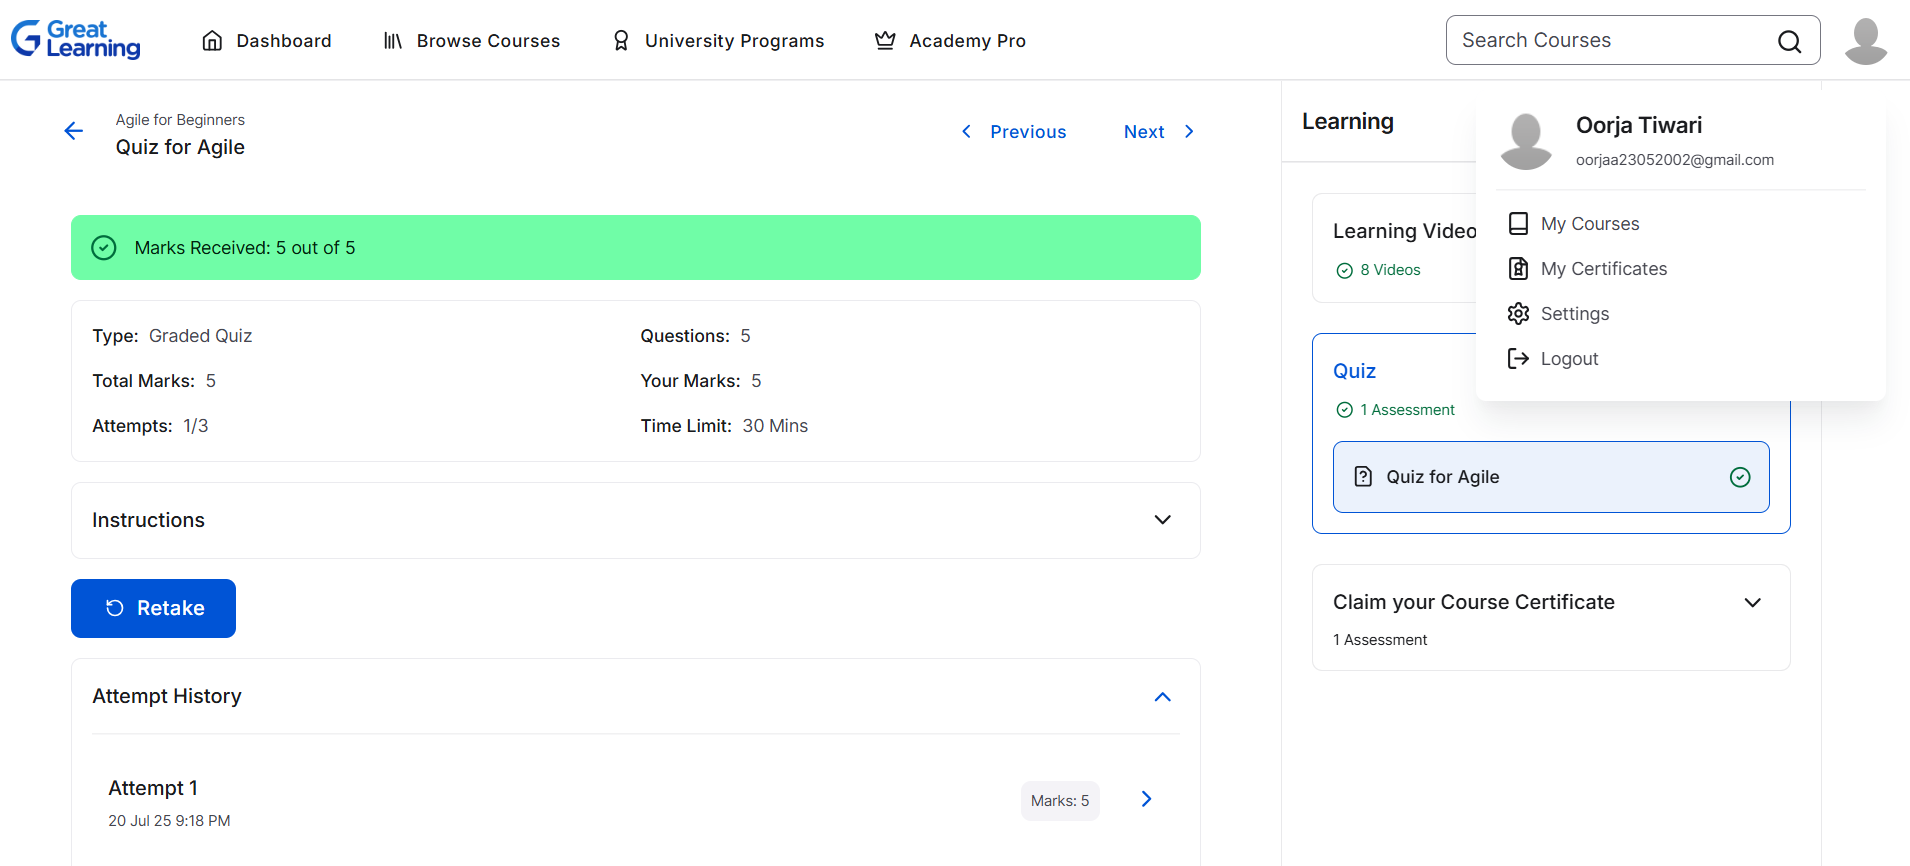 Great Learning
Dashboard
Browse Courses
University Programs
Academy Pro
Search Courses
Agile for Beginners
Quiz for Agile
Previous
Next
Marks Received: 5 out of 5
Type: Graded Quiz
Questions: 5
Total Marks: 5
Your Marks: 5
Attempts: 1/3
Time Limit: 30 Mins
Instructions
Retake
Attempt History
Attempt 1
20 Jul 25 9:18 PM
Marks: 5
Learning
Learning Video
8 Videos
Quiz
1 Assessment
Quiz for Agile
Claim your Course Certificate
1 Assessment
Oorja Tiwari
oorjaa23052002@gmail.com
My Courses
My Certificates
Settings
Logout